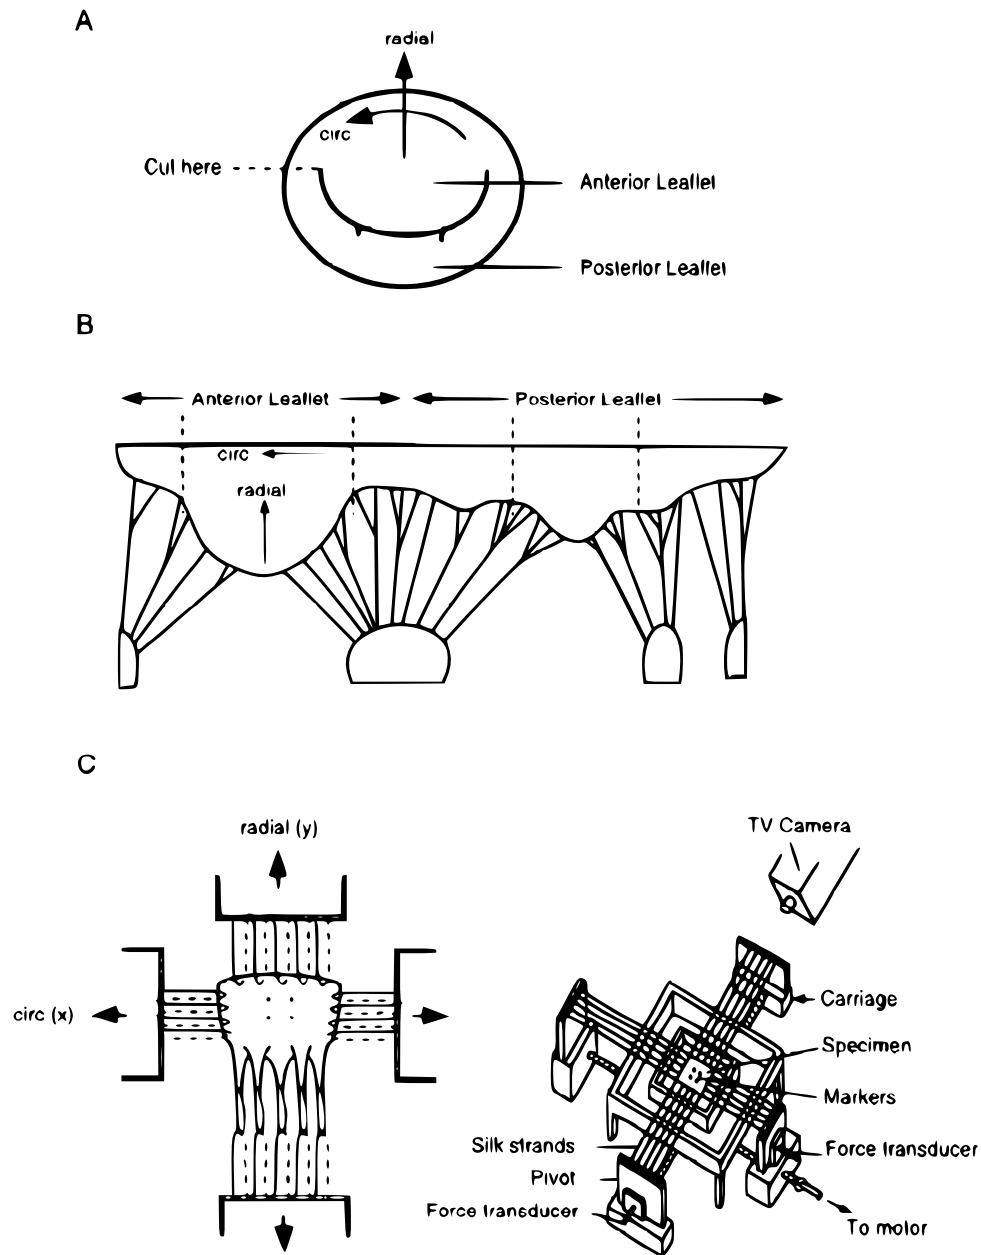 A
radial
circ
Cut here
Anterior Leaflet
Posterior Leaflet
B
Anterior Leaflet
Posterior Leaflet
circ
radial
C
radial (y)
circ (x)
TV Camera
Carriage
Specimen
Markers
Silk strands
Force transducer
Pivot
Force transducer
To motor